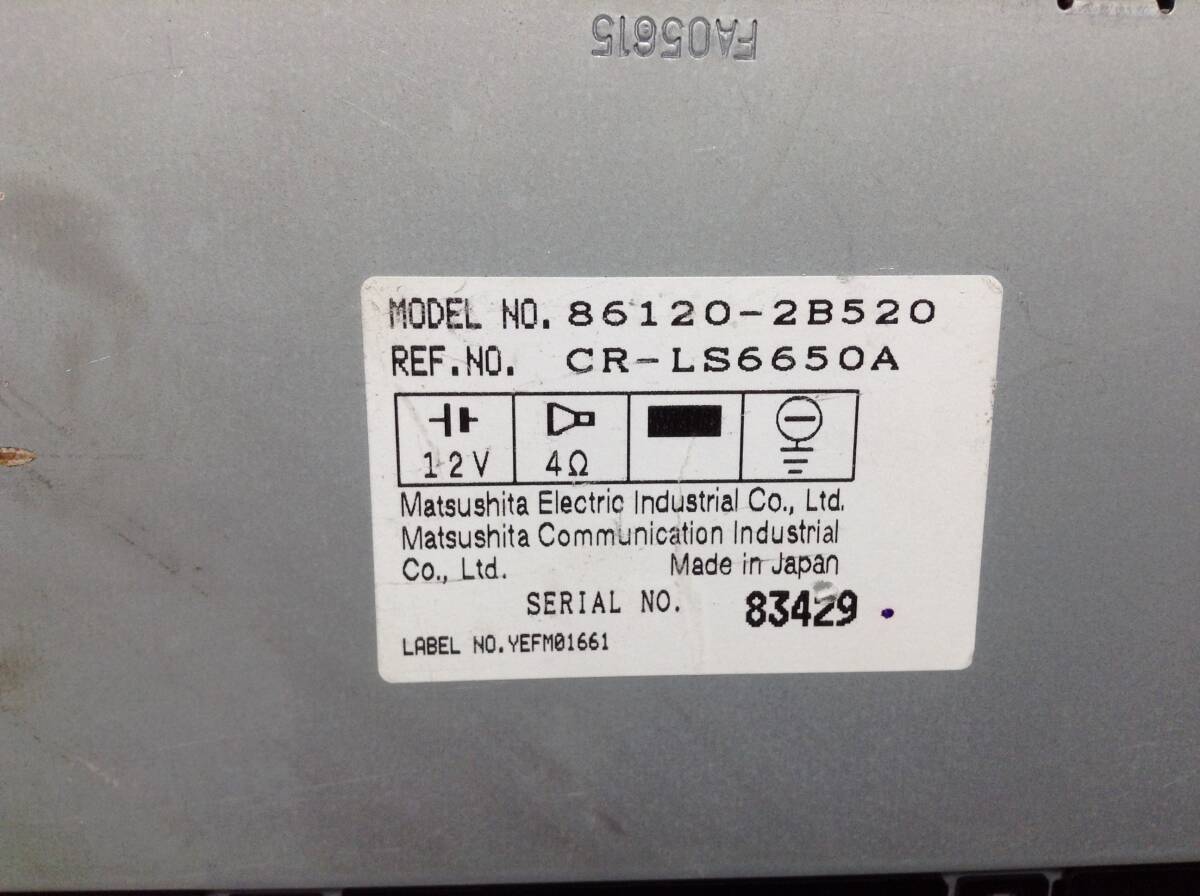 FA05615
MODEL NO. 86120-2B520
REF.NO. CR-LS6650A
12V 4Ω
Matsushita Electric Industrial Co., Ltd.
Matsushita Communication Industrial
Co., Ltd. Made in Japan
SERIAL NO. 83429
LABEL NO.YEFM01661